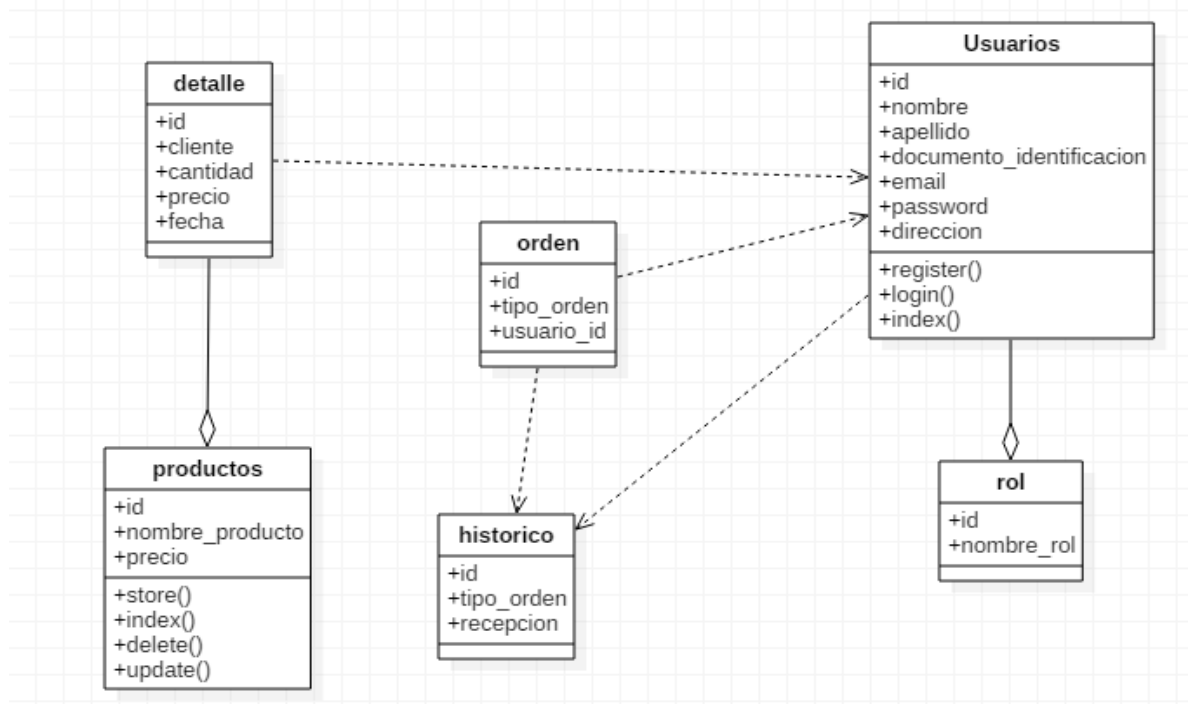 detalle
+id
+cliente
+cantidad
+precio
+fecha
Usuarios
+id
+nombre
+apellido
+documento_identificacion
+email
+password
+direccion
+register()
+login()
+index()
orden
+id
+tipo_orden
+usuario_id
productos
+id
+nombre_producto
+precio
+store()
+index()
+delete()
+update()
historico
+id
+tipo_orden
+recepcion
rol
+id
+nombre_rol